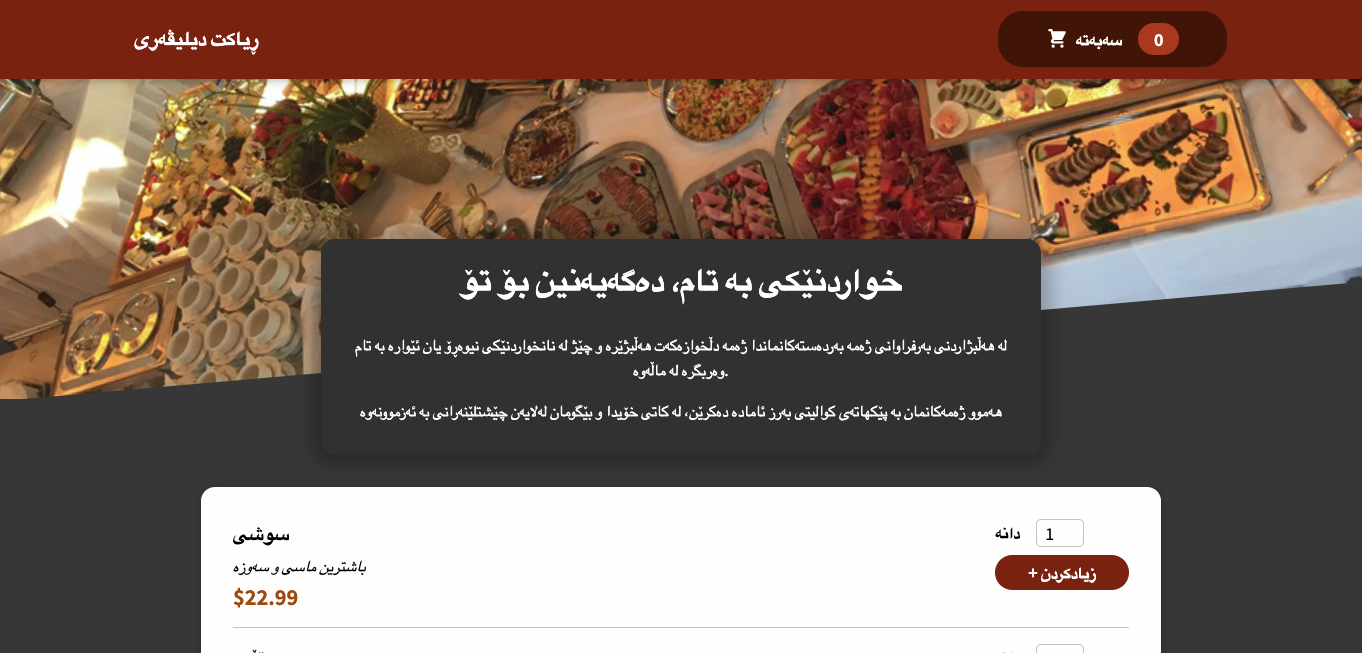 ڕیاکت دیلیڤەری
سەبەتە 0
خواردنێکی بە تام، دەگەیەنین بۆ تۆ
لە هەڵبژاردنی بەرفراوانی ژەمە بەردەستەکانماندا ژەمە دڵخوازەکەت هەڵبژێرە و چێژ لە نانخواردنێکی نیوەڕۆ یان ئێوارە بە تام
وەربگرە لە ماڵەوە.
هەموو ژەمەکانمان بە پێکهاتەی کوالیتی بەرز ئامادە دەکرێن، لە کاتی خۆیدا و بێگومان لەلایەن چێشتلێنەرانی بە ئەزموونەوە
سوشی
باشترین ماسی و سەوزە
$22.99
دانە 1
زیادکردن +